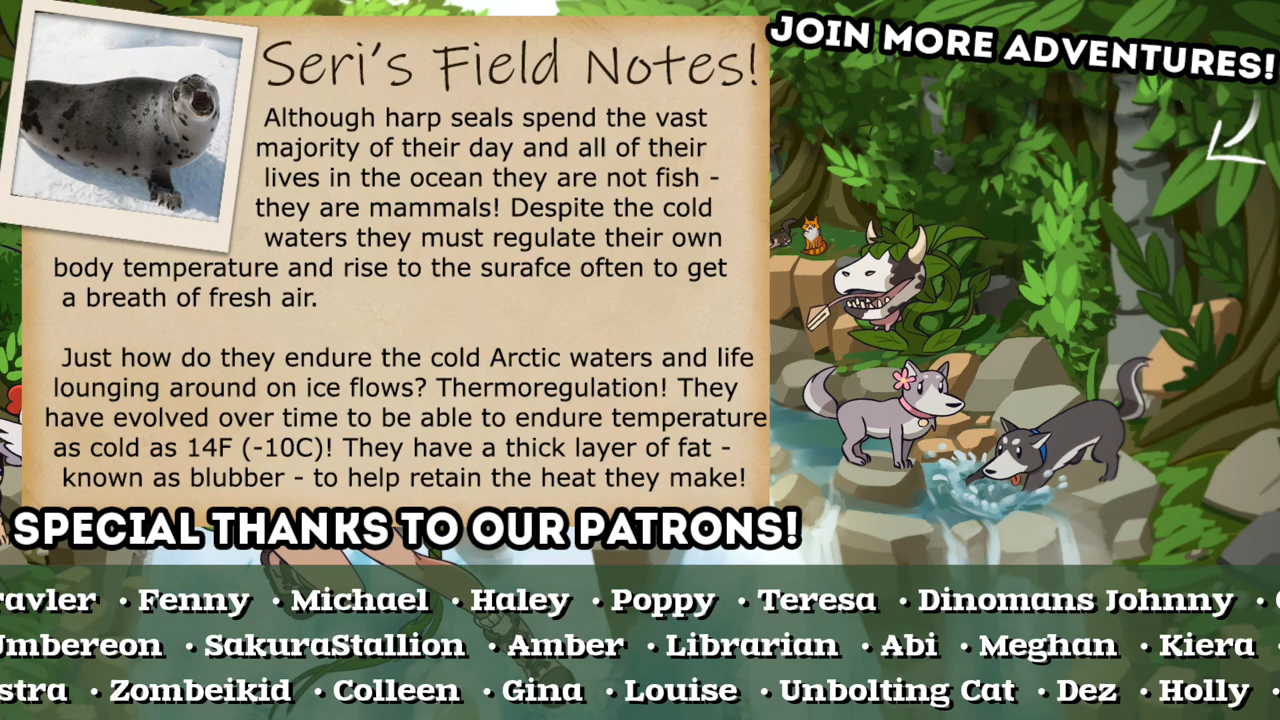 Seri's Field Notes!
JOIN MORE ADVENTURES!
Although harp seals spend the vast
majority of their day and all of their
lives in the ocean they are not fish -
they are mammals! Despite the cold
waters they must regulate their own
body temperature and rise to the surafce often to get
a breath of fresh air.
Just how do they endure the cold Arctic waters and life
lounging around on ice flows? Thermoregulation! They
have evolved over time to be able to endure temperature
as cold as 14F (-10C)! They have a thick layer of fat -
known as blubber - to help retain the heat they make!
SPECIAL THANKS TO OUR PATRONS!
ravler • Fenny • Michael • Haley • Poppy • Teresa • Dinomans Johnny •
Umbereon • SakuraStallion • Amber • Librarian • Abi • Meghan • Kiera •
stra • Zombeikid • Colleen • Gina • Louise • Unbolting Cat • Dez • Holly •